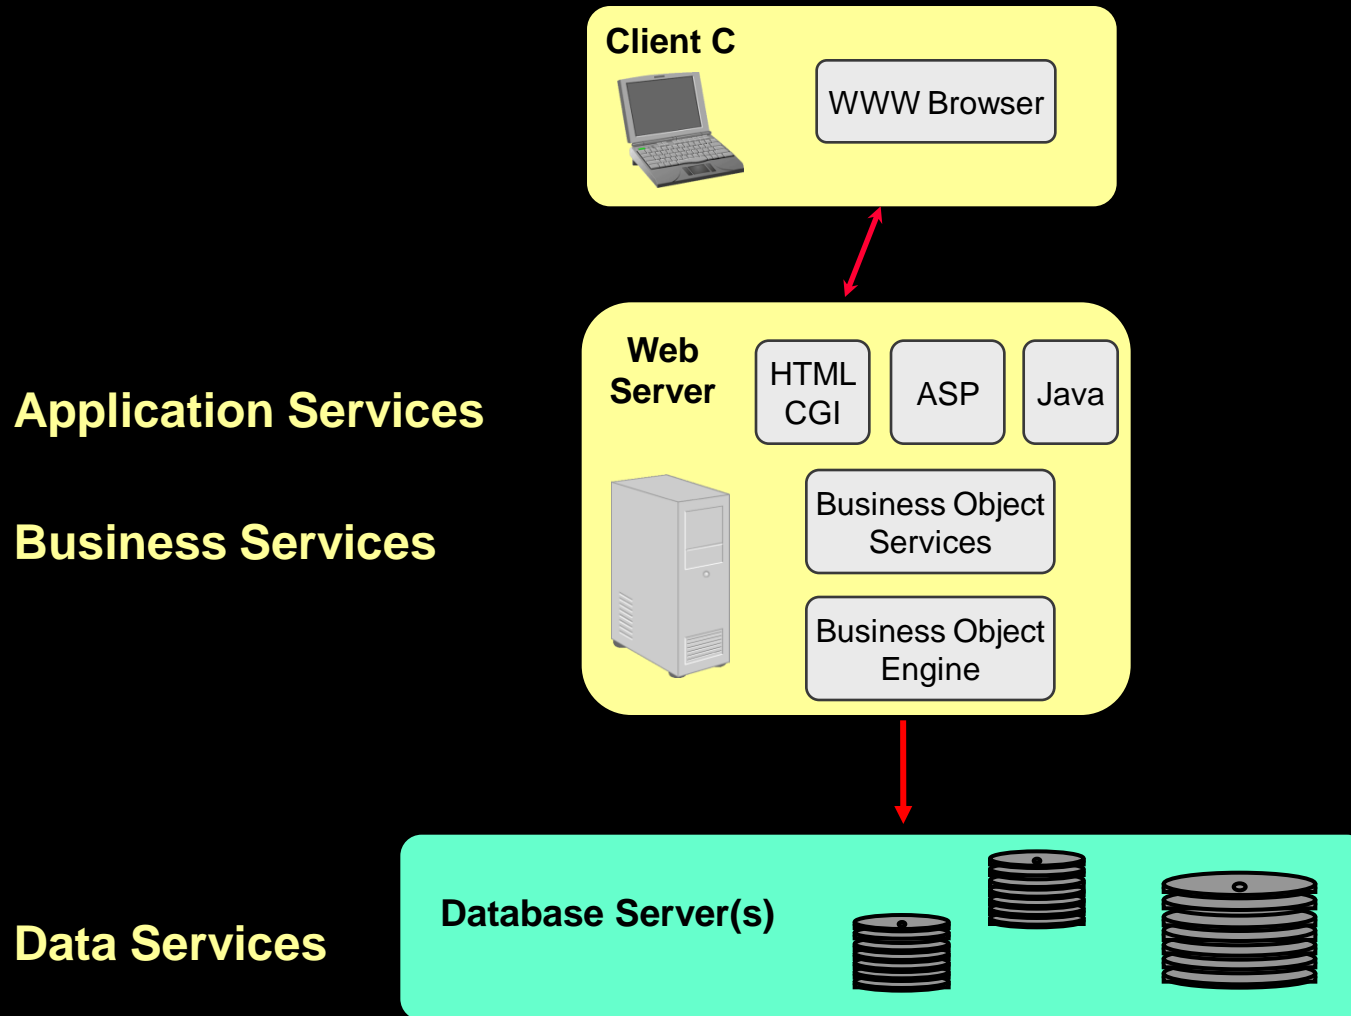 Client C
WWW Browser
Web
Server
HTML
CGI
ASP
Java
Application Services
Business Object
Services
Business Services
Business Object
Engine
Database Server(s)
Data Services